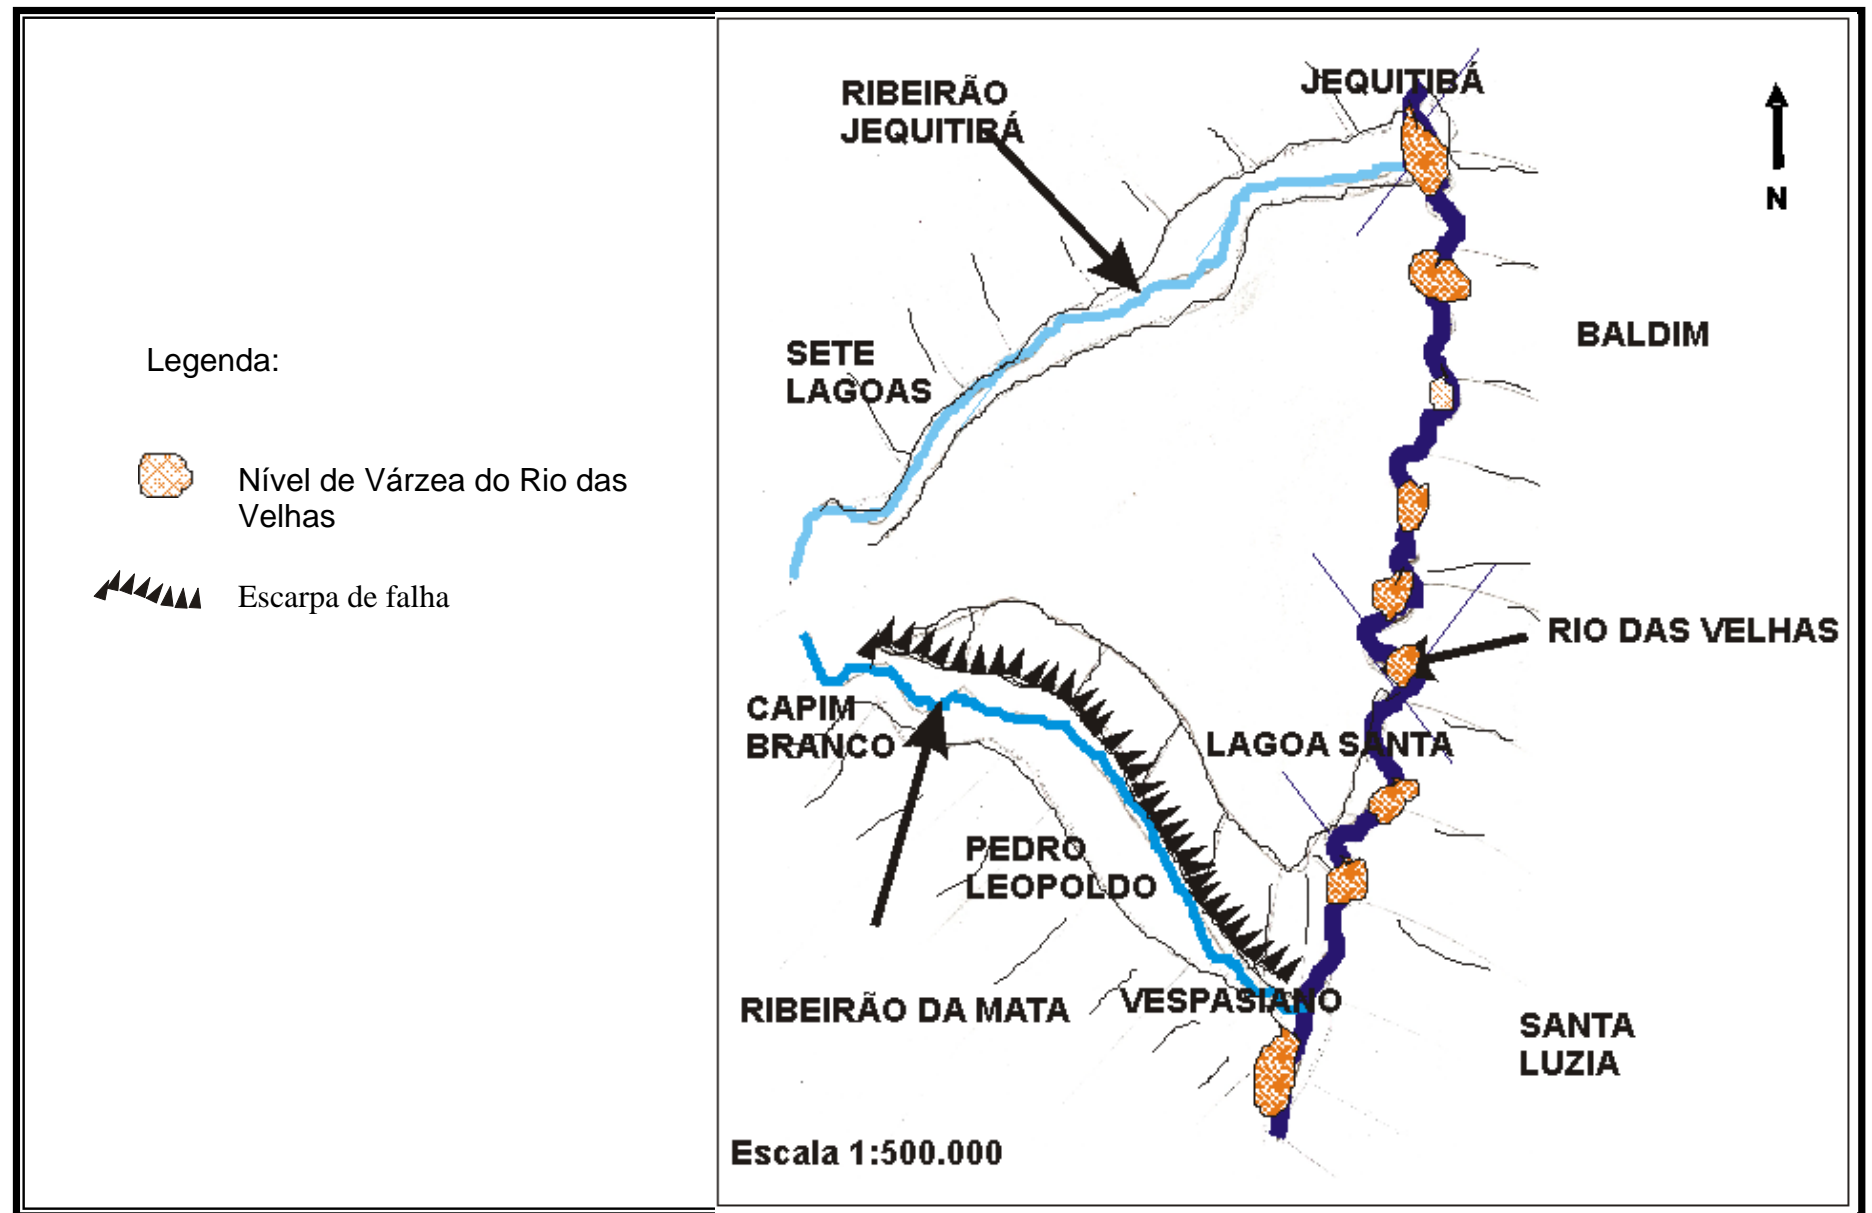 Legenda:
Nível de Várzea do Rio das
Velhas
Escarpa de falha
RIBEIRÃO
JEQUITIBÁ
JEQUITIBÁ
N
SETE
LAGOAS
BALDIM
RIO DAS VELHAS
CAPIM
BRANCO
LAGOA SANTA
PEDRO
LEOPOLDO
RIBEIRÃO DA MATA
VESPASIANO
SANTA
LUZIA
Escala 1:500.000